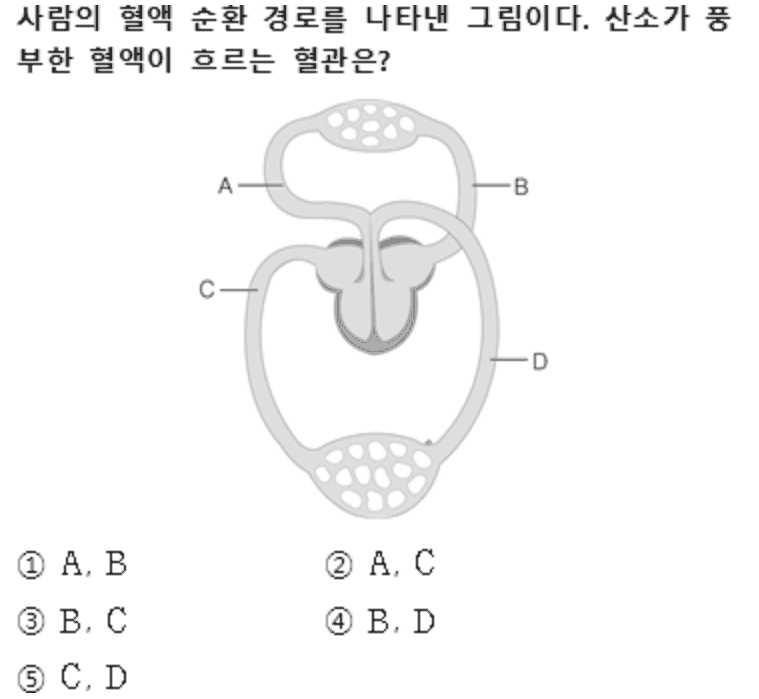 사람의 혈액 순환 경로를 나타낸 그림이다. 산소가 풍
부한 혈액이 흐르는 혈관은?
A
B
C
D
① A, B
② A, C
③ B, C
④ B, D
⑤ C, D